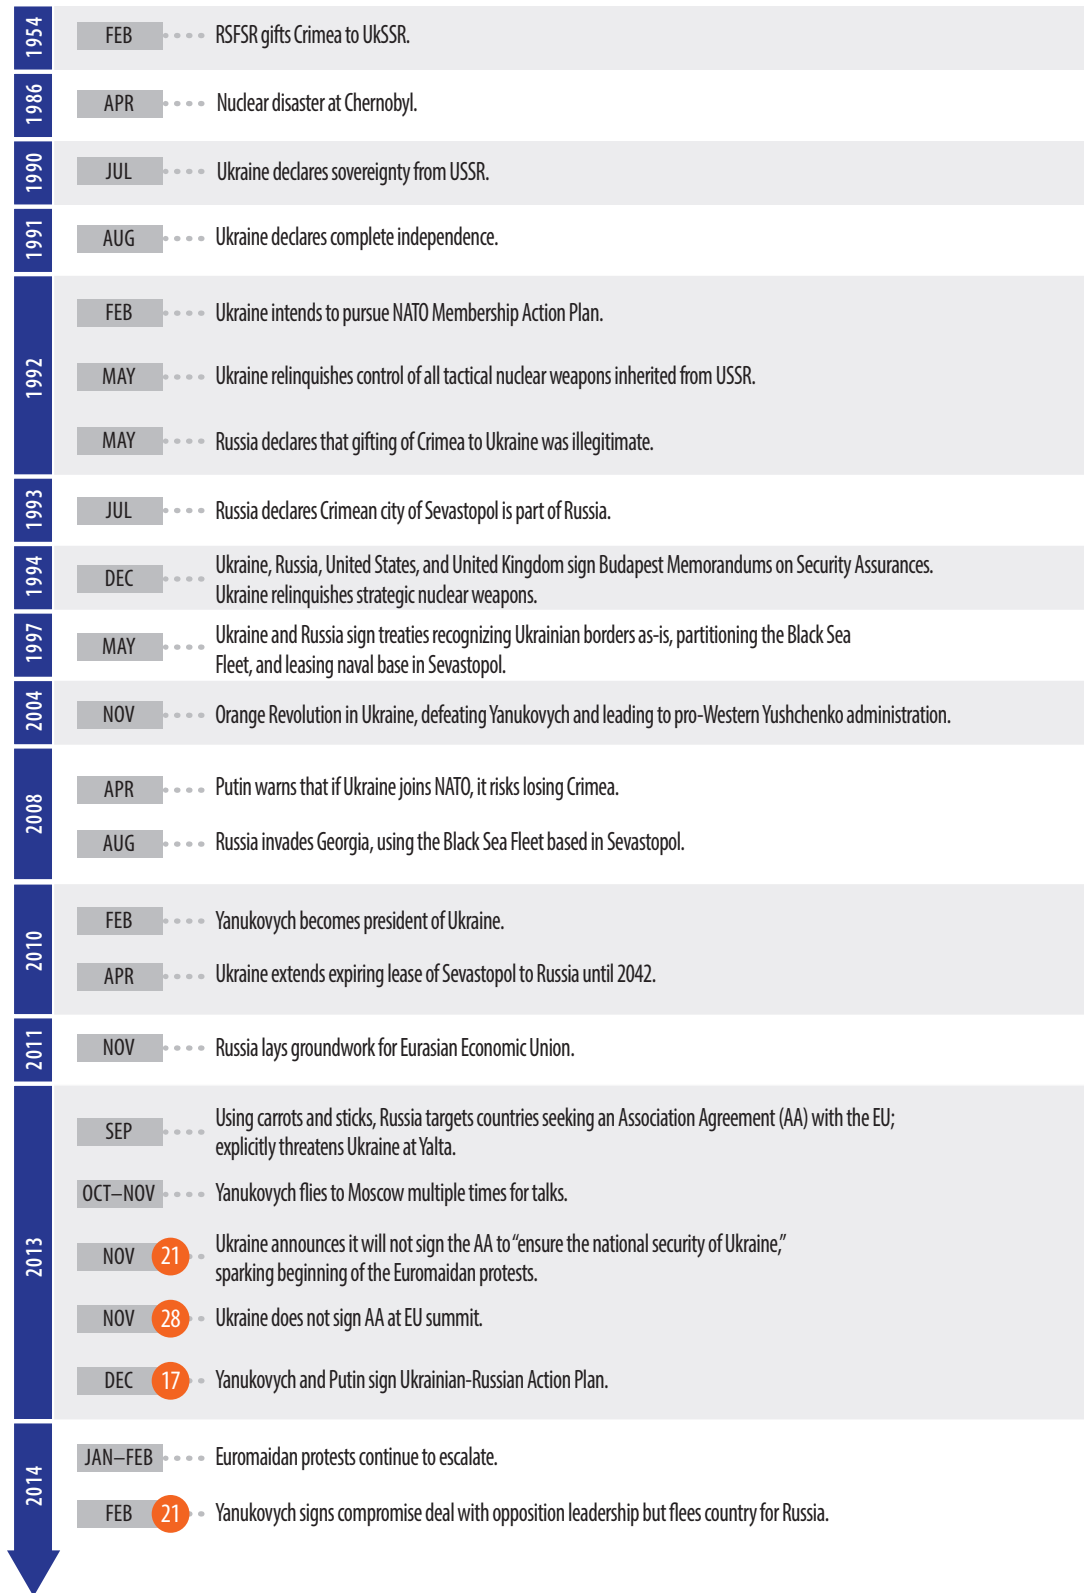 1954
FEB
RSFSR gifts Crimea to UkSSR.
1986
APR
Nuclear disaster at Chernobyl.
1990
JUL
Ukraine declares sovereignty from USSR.
1991
AUG
Ukraine declares complete independence.
1992
FEB
Ukraine intends to pursue NATO Membership Action Plan.
MAY
Ukraine relinquishes control of all tactical nuclear weapons inherited from USSR.
MAY
Russia declares that gifting of Crimea to Ukraine was illegitimate.
1993
JUL
Russia declares Crimean city of Sevastopol is part of Russia.
1994
DEC
Ukraine, Russia, United States, and United Kingdom sign Budapest Memorandums on Security Assurances.
Ukraine relinquishes strategic nuclear weapons.
1997
MAY
Ukraine and Russia sign treaties recognizing Ukrainian borders as-is, partitioning the Black Sea
Fleet, and leasing naval base in Sevastopol.
2004
NOV
Orange Revolution in Ukraine, defeating Yanukovych and leading to pro-Western Yushchenko administration.
2008
APR
Putin warns that if Ukraine joins NATO, it risks losing Crimea.
AUG
Russia invades Georgia, using the Black Sea Fleet based in Sevastopol.
2010
FEB
Yanukovych becomes president of Ukraine.
APR
Ukraine extends expiring lease of Sevastopol to Russia until 2042.
2011
NOV
Russia lays groundwork for Eurasian Economic Union.
2013
SEP
Using carrots and sticks, Russia targets countries seeking an Association Agreement (AA) with the EU;
explicitly threatens Ukraine at Yalta.
OCT–NOV
Yanukovych flies to Moscow multiple times for talks.
NOV 21
Ukraine announces it will not sign the AA to “ensure the national security of Ukraine,”
sparking beginning of the Euromaidan protests.
NOV 28
Ukraine does not sign AA at EU summit.
DEC 17
Yanukovych and Putin sign Ukrainian-Russian Action Plan.
2014
JAN–FEB
Euromaidan protests continue to escalate.
FEB 21
Yanukovych signs compromise deal with opposition leadership but flees country for Russia.